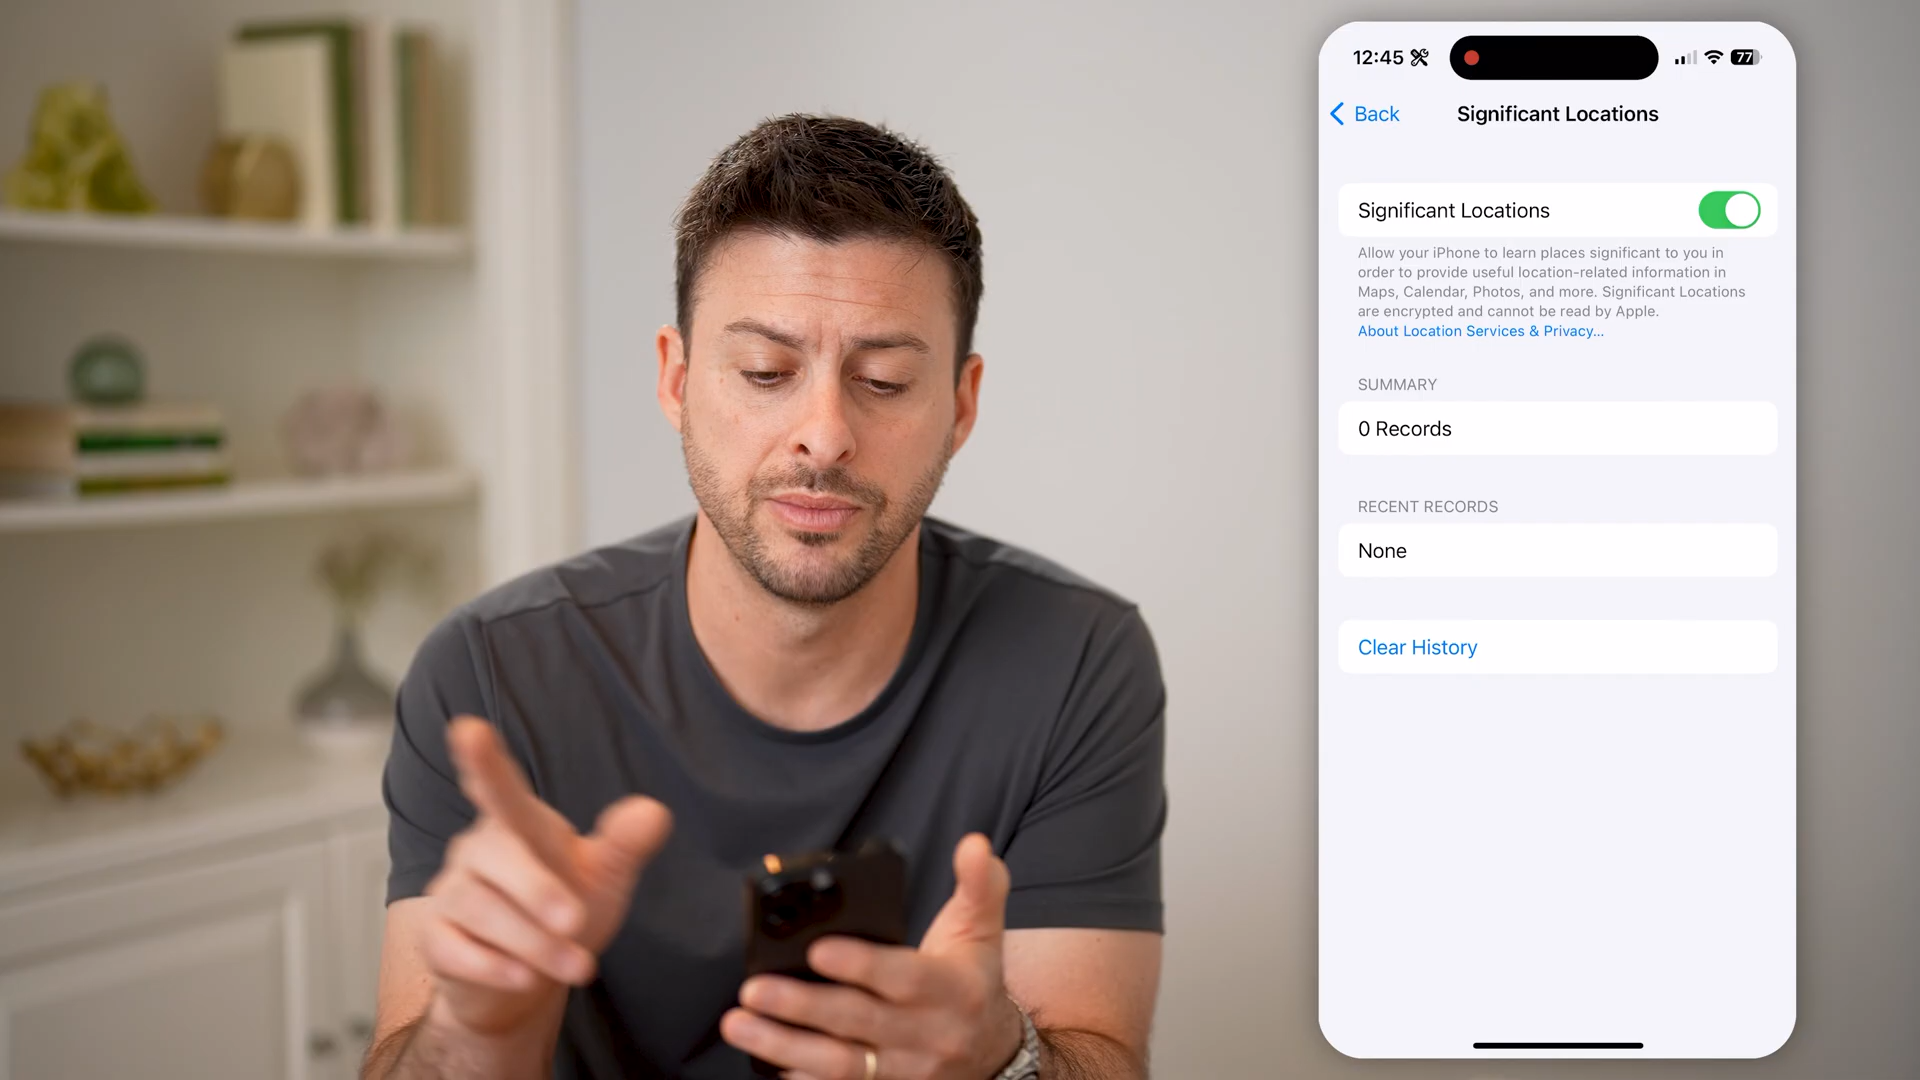 12:45
77
Back
Significant Locations
Significant Locations
Allow your iPhone to learn places significant to you in
order to provide useful location-related information in
Maps, Calendar, Photos, and more. Significant Locations
are encrypted and cannot be read by Apple.
About Location Services & Privacy...
SUMMARY
0 Records
RECENT RECORDS
None
Clear History